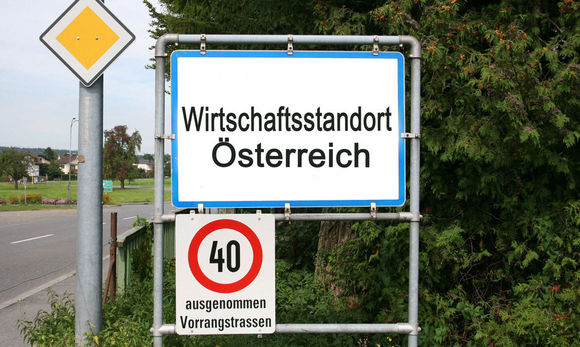 Wirtschaftsstandort
Österreich
40
ausgenommen
Vorrangstrassen